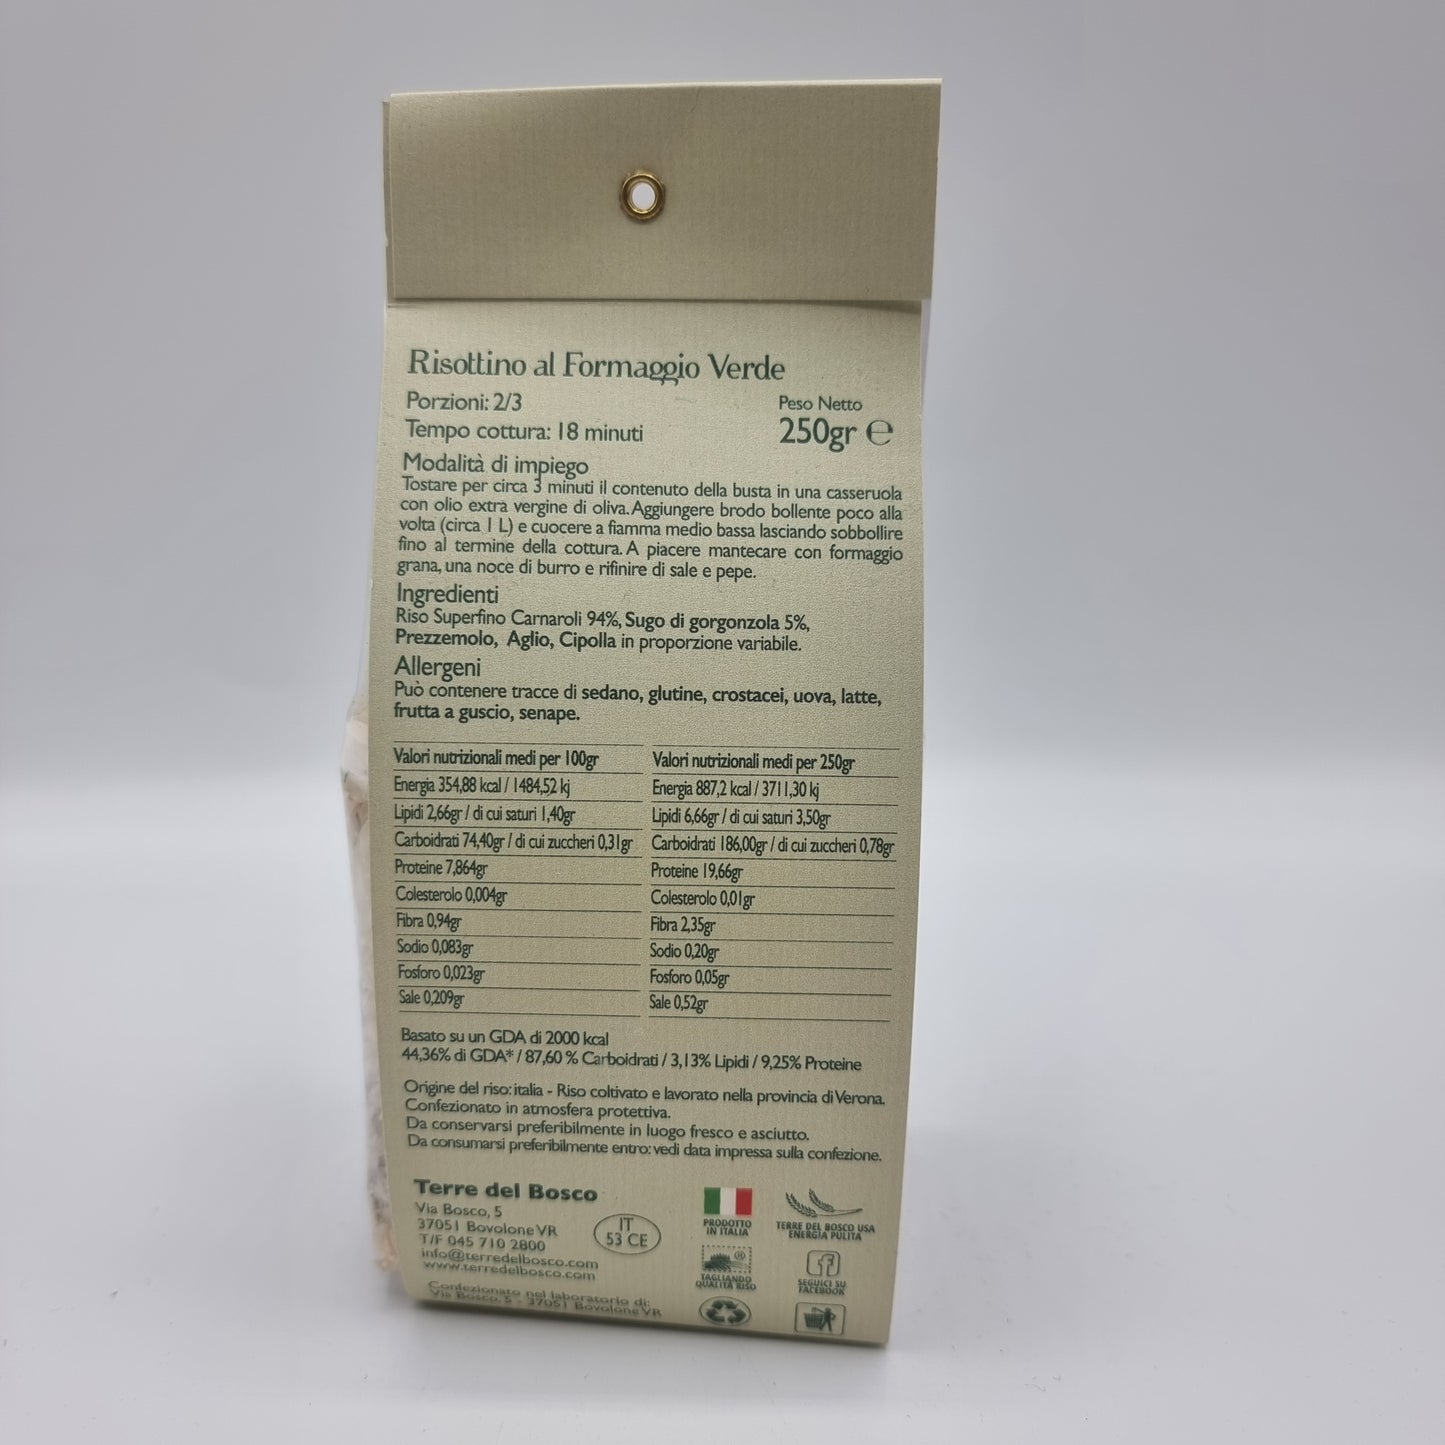 Risottino al Formaggio Verde
Porzioni: 2/3
Tempo cottura: 18 minuti
Peso Netto
250gr ℮
Modalità di impiego
Tostare per circa 3 minuti il contenuto della busta in una casseruola
con olio extra vergine di oliva. Aggiungere brodo bollente poco alla
volta (circa 1 L) e cuocere a fiamma medio bassa lasciando sobbollire
fino al termine della cottura. A piacere mantecare con formaggio
grana, una noce di burro e rifinire di sale e pepe.
Ingredienti
Riso Superfino Carnaroli 94%, Sugo di gorgonzola 5%,
Prezzemolo, Aglio, Cipolla in proporzione variabile.
Allergeni
Può contenere tracce di sedano, glutine, crostacei, uova, latte,
frutta a guscio, senape.
Valori nutrizionali medi per 100gr
Energia 354,88 kcal / 1484,52 kj
Lipidi 2,66gr / di cui saturi 1,40gr
Carboidrati 74,40gr / di cui zuccheri 0,31gr
Proteine 7,864gr
Colesterolo 0,004gr
Fibra 0,94gr
Sodio 0,083gr
Fosforo 0,023gr
Sale 0,209gr
Valori nutrizionali medi per 250gr
Energia 887,2 kcal / 3711,30 kj
Lipidi 6,66gr / di cui saturi 3,50gr
Carboidrati 186,00gr / di cui zuccheri 0,78gr
Proteine 19,66gr
Colesterolo 0,01gr
Fibra 2,35gr
Sodio 0,20gr
Fosforo 0,05gr
Sale 0,52gr
Basato su un GDA di 2000 kcal
44,36% di GDA* / 87,60 % Carboidrati / 3,13% Lipidi / 9,25% Proteine
Origine del riso: italia - Riso coltivato e lavorato nella provincia di Verona.
Confezionato in atmosfera protettiva.
Da conservarsi preferibilmente in luogo fresco e asciutto.
Da consumarsi preferibilmente entro: vedi data impressa sulla confezione.
Terre del Bosco
Via Bosco, 5
37051 Bovolone VR
T/F 045 710 2800
info@terredelbosco.com
www.terredelbosco.com
Confezionato nel laboratorio di:
Via Bosco, 5 - 37051 Bovolone VR
IT
53 CE
PRODOTTO
IN ITALIA
TERRE DEL BOSCO USA
ENERGIA PULITA
®
TAGLIANDO
QUALITÀ RISO
f
SEGUICI SU
FACEBOOK